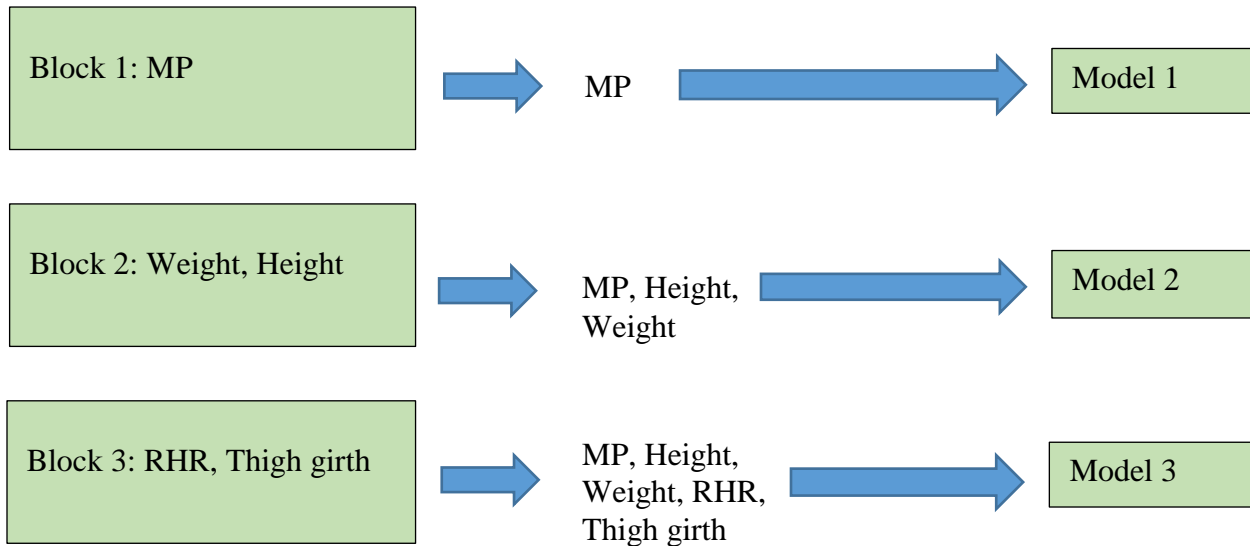 Block 1: MP
MP
Model 1
Block 2: Weight, Height
MP, Height,
Weight
Model 2
Block 3: RHR, Thigh girth
MP, Height,
Weight, RHR,
Thigh girth
Model 3